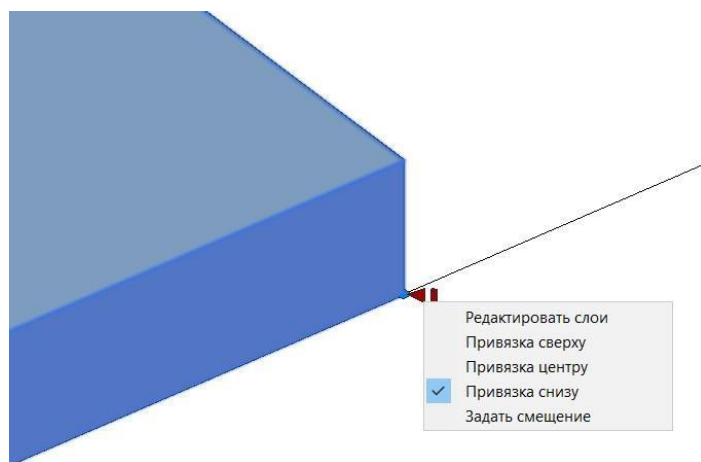 Редактировать слои
Привязка сверху
Привязка центру
Привязка снизу
Задать смещение